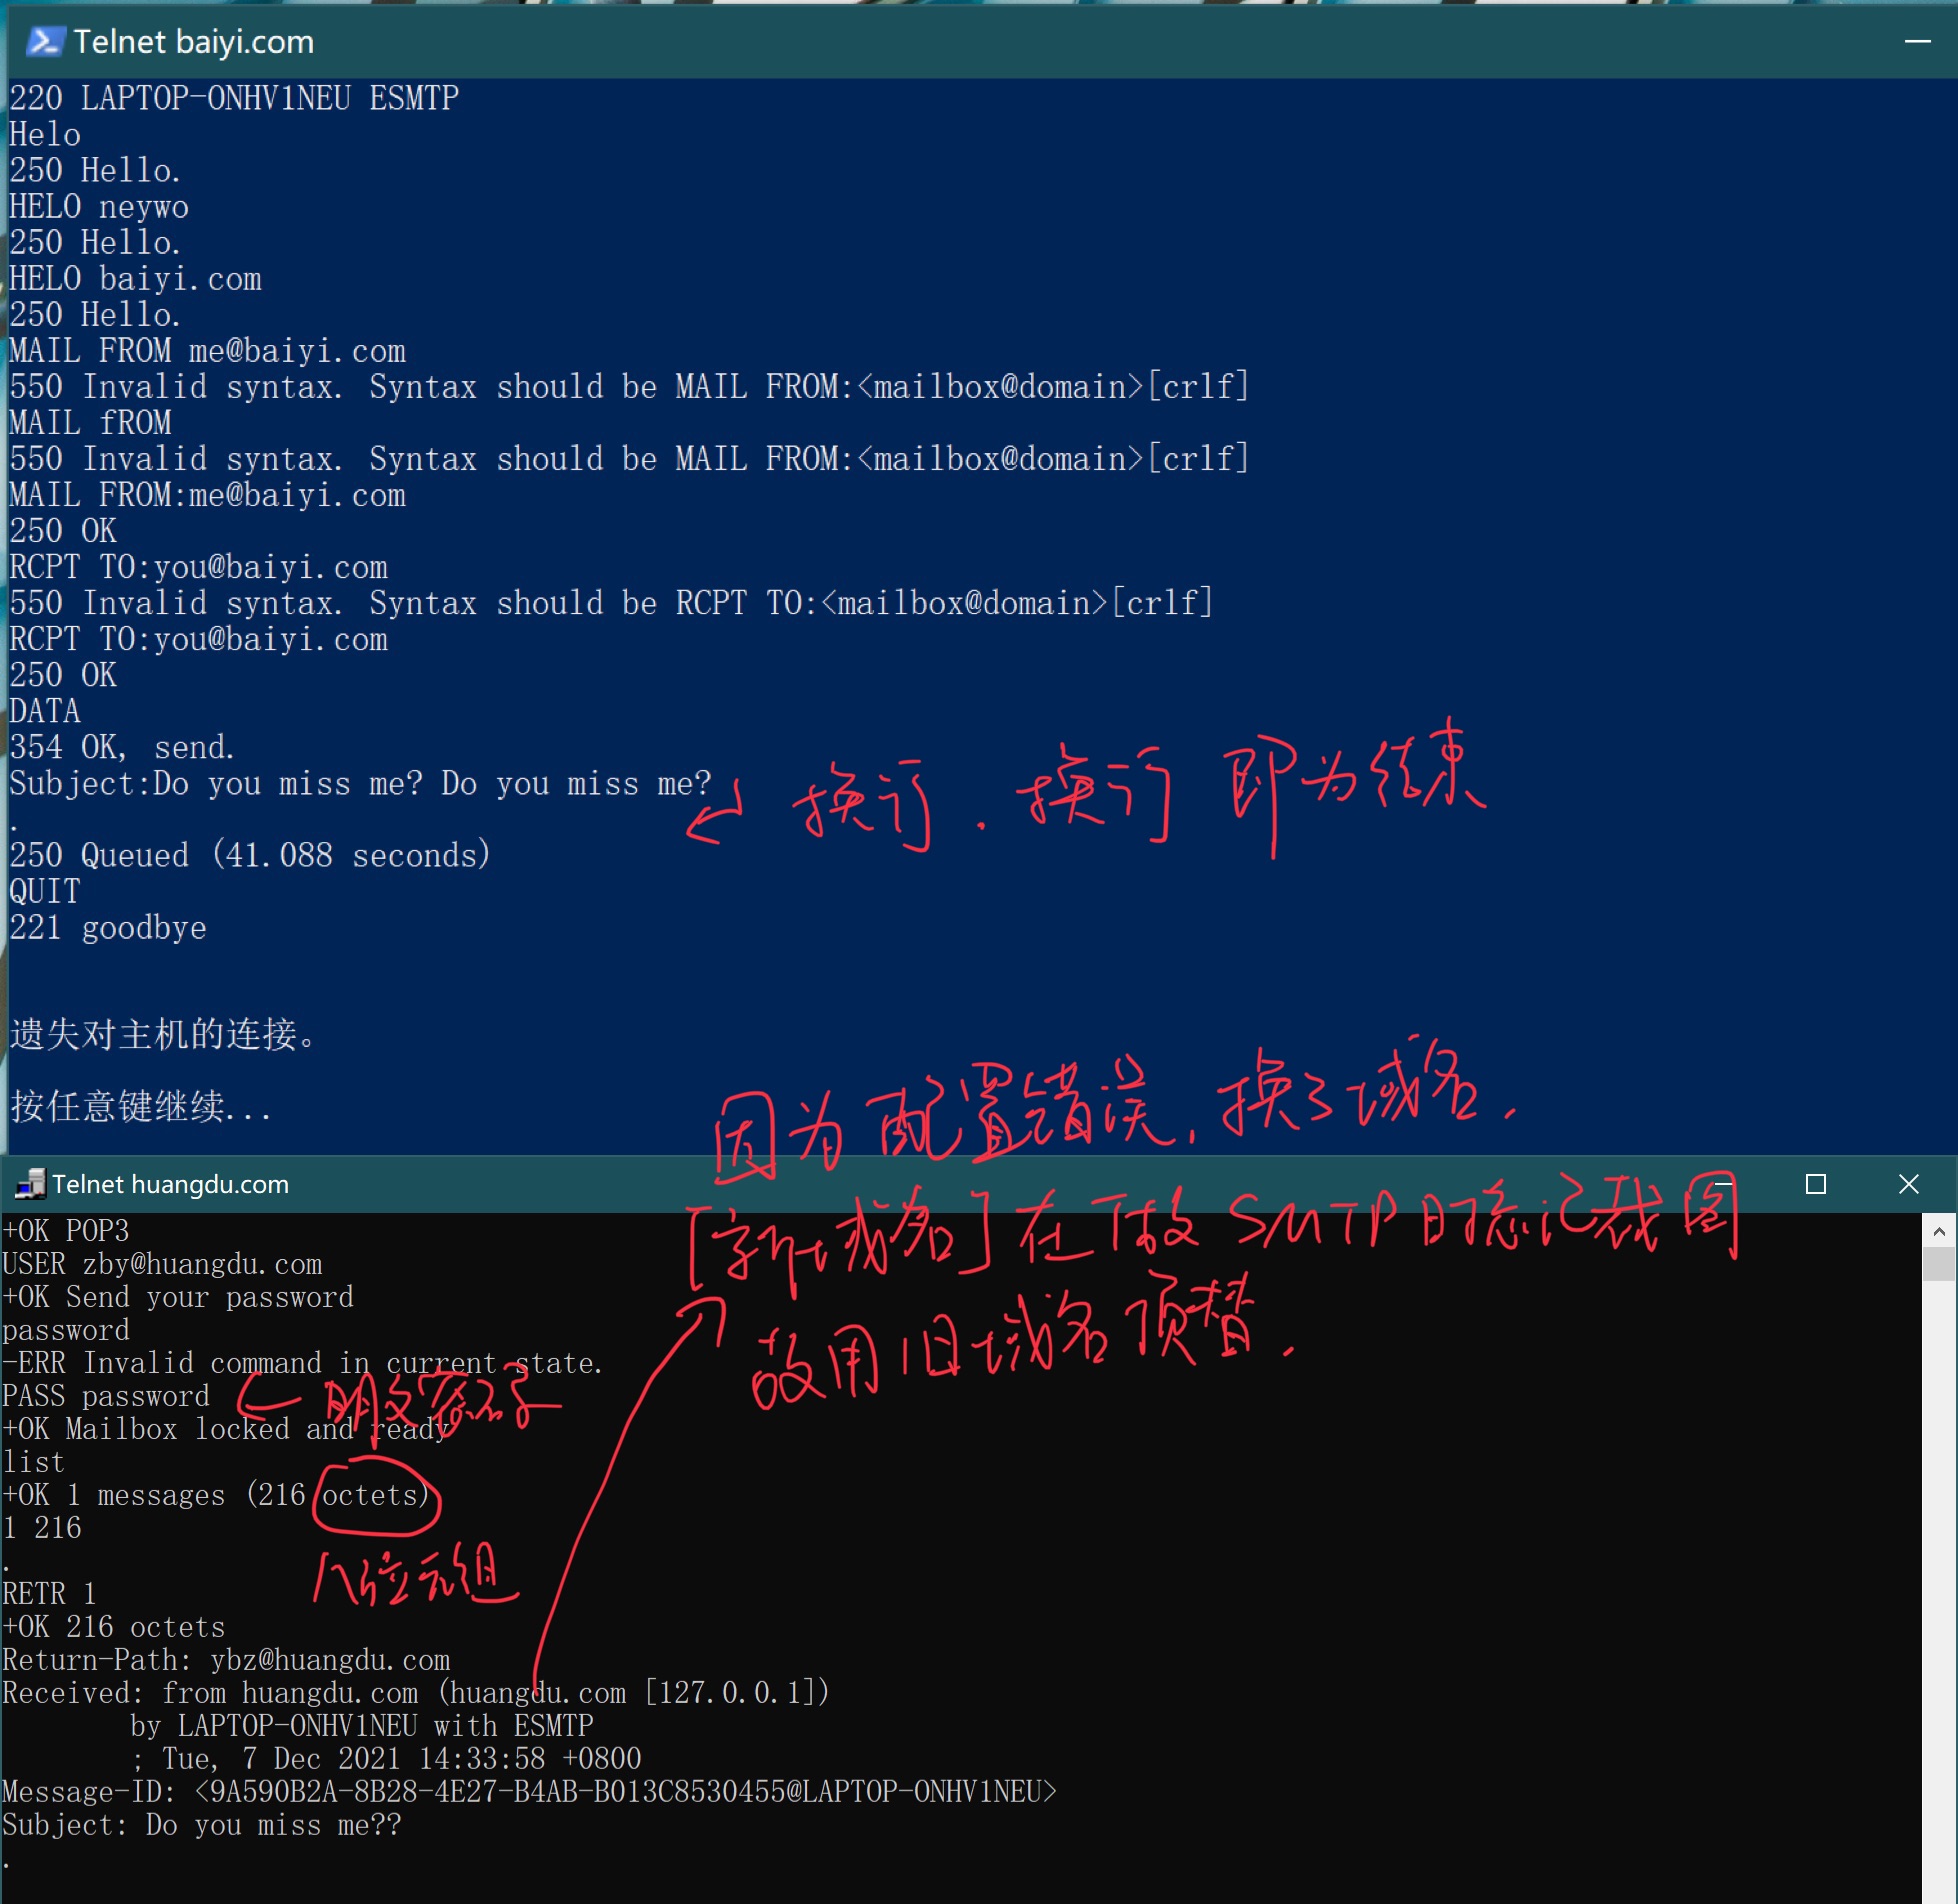 Telnet baiyi.com
220 LAPTOP-ONHV1NEU ESMTP
Helo
250 Hello.
HELO neywo
250 Hello.
HELO baiyi.com
250 Hello.
MAIL FROM me@baiyi.com
550 Invalid syntax. Syntax should be MAIL FROM:<mailbox@domain>[crlf]
MAIL fROM
550 Invalid syntax. Syntax should be MAIL FROM:<mailbox@domain>[crlf]
MAIL FROM:me@baiyi.com
250 OK
RCPT TO:you@baiyi.com
550 Invalid syntax. Syntax should be RCPT TO:<mailbox@domain>[crlf]
RCPT TO:you@baiyi.com
250 OK
DATA
354 OK, send.
Subject:Do you miss me? Do you miss me?
换行.换行 即为结束
.
250 Queued (41.088 seconds)
QUIT
221 goodbye
遗失对主机的连接。
按任意键继续...
因为配置错误,换了域名.
Telnet huangdu.com
[字符域名]在下做SMTP时忘记截图
故用旧域名顶替.
+OK POP3
USER zby@huangdu.com
+OK Send your password
password
-ERR Invalid command in current state.
PASS password
明文密码
+OK Mailbox locked and ready
list
+OK 1 messages (216 octets)
1 216
八位元组
.
RETR 1
+OK 216 octets
Return-Path: ybz@huangdu.com
Received: from huangdu.com (huangdu.com [127.0.0.1])
by LAPTOP-ONHV1NEU with ESMTP
; Tue, 7 Dec 2021 14:33:58 +0800
Message-ID: <9A590B2A-8B28-4E27-B4AB-B013C8530455@LAPTOP-ONHV1NEU>
Subject: Do you miss me??
.